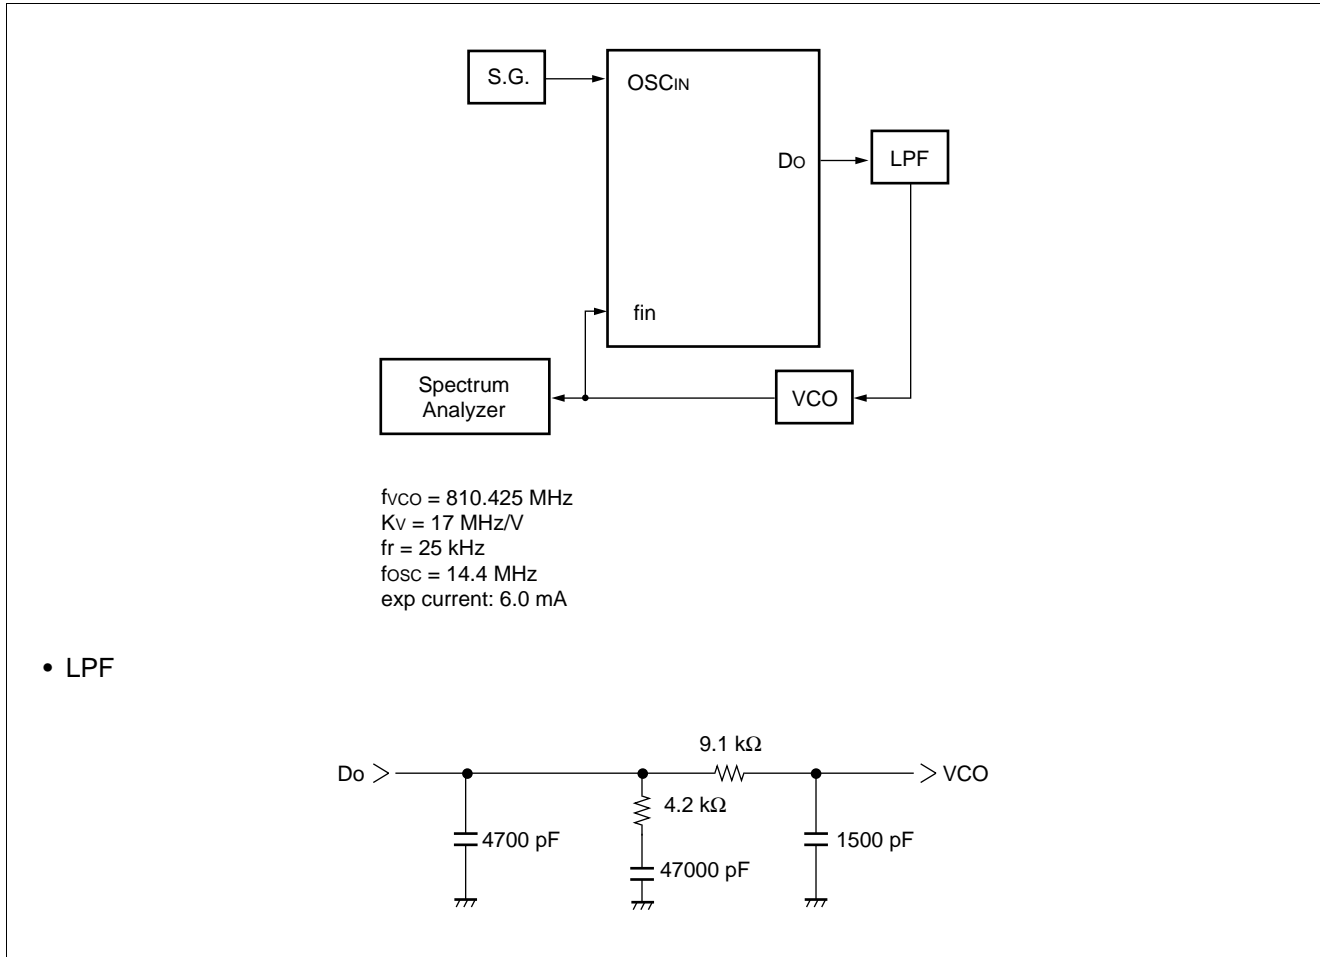 S.G.
OSCIN
Do
LPF
fin
Spectrum
Analyzer
VCO
fVCO = 810.425 MHz
KV = 17 MHz/V
fr = 25 kHz
fOSC = 14.4 MHz
exp current: 6.0 mA
• LPF
9.1 kΩ
Do
VCO
4.2 kΩ
4700 pF
1500 pF
47000 pF